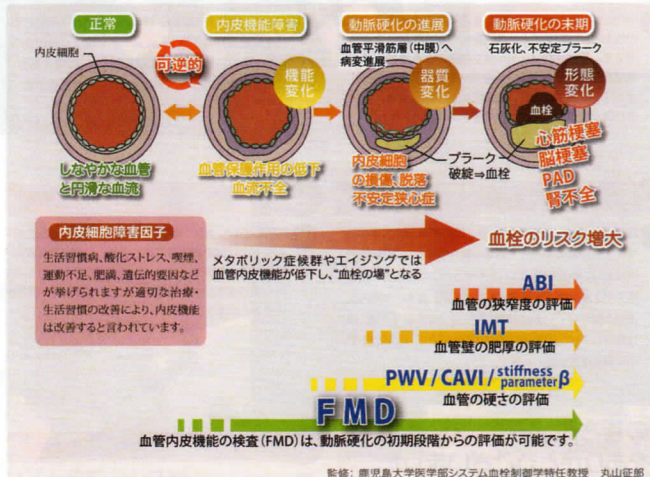 正常
内皮機能障害
動脈硬化の進展
動脈硬化の末期
内皮細胞
可逆的
血管平滑筋層(中膜)へ
病変進展
石灰化、不安定プラーク
機能
変化
器質
変化
形態
変化
血栓
しなやかな血管
と円滑な血流
血管保護作用の低下
血流不全
内皮細胞
の損傷、脱落
不安定狭心症
プラーク
破綻⇒血栓
心筋梗塞
脳梗塞
PAD
腎不全
内皮細胞障害因子
生活習慣病、酸化ストレス、喫煙、
運動不足、肥満、遺伝的要因など
が挙げられますが適切な治療・
生活習慣の改善により、内皮機能
は改善すると言われています。
メタボリック症候群やエイジングでは
血管内皮機能が低下し、“血栓の場”となる
血栓のリスク増大
ABI
血管の狭窄度の評価
IMT
血管壁の肥厚の評価
PWV / CAVI / stiffness parameter β
血管の硬さの評価
FMD
血管内皮機能の検査(FMD)は、動脈硬化の初期段階からの評価が可能です。
監修: 鹿児島大学医学部システム血栓制御学特任教授 丸山征郎